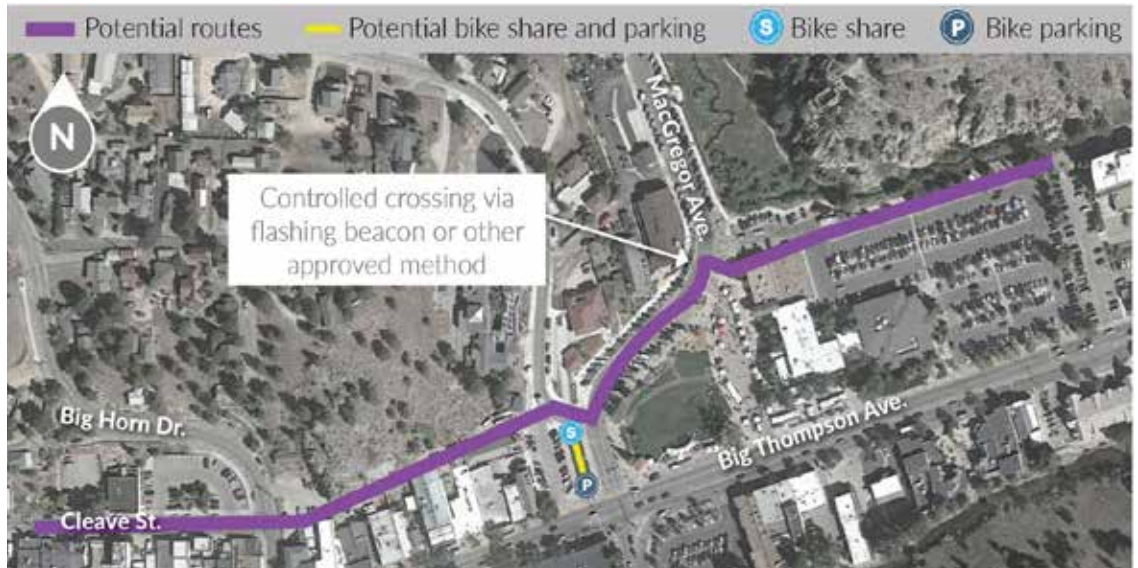 Potential routes
Potential bike share and parking
S Bike share
P Bike parking
N
MacGregor Ave.
Controlled crossing via
flashing beacon or other
approved method
Big Horn Dr.
S
P
Big Thompson Ave.
Cleave St.